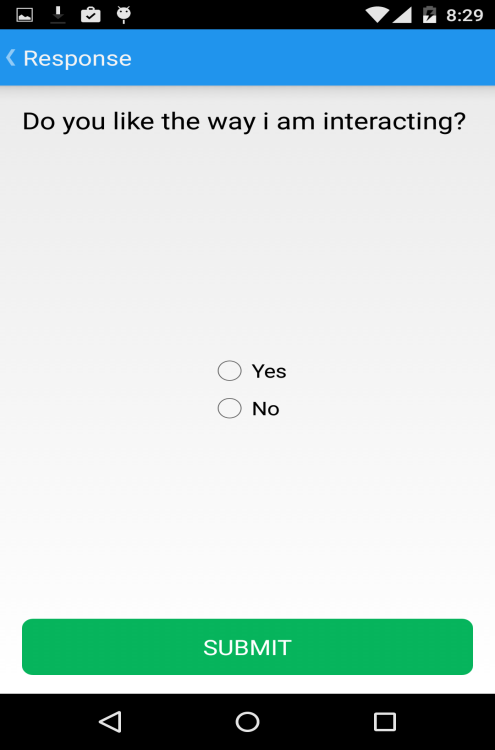 8:29
Response
Do you like the way i am interacting?
Yes
No
SUBMIT